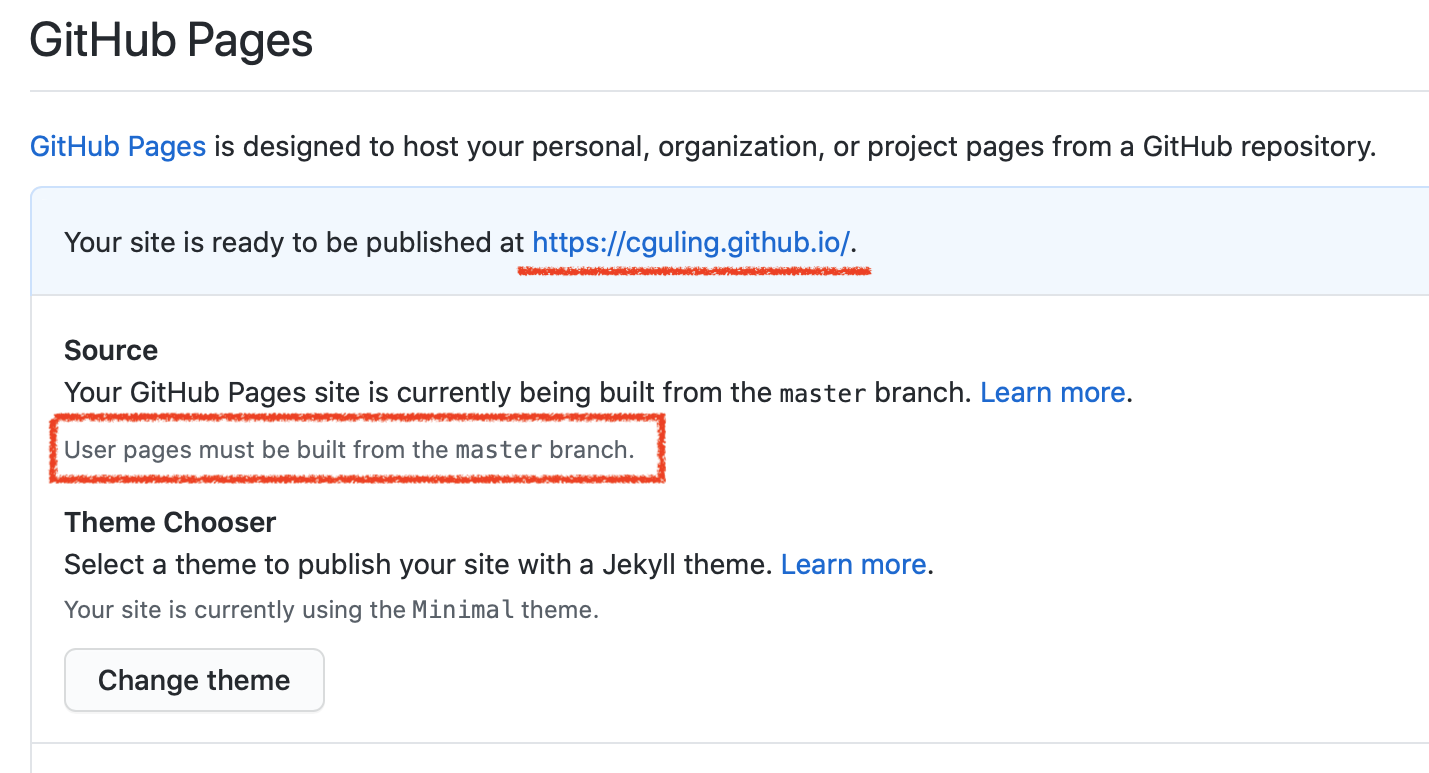 GitHub Pages
GitHub Pages is designed to host your personal, organization, or project pages from a GitHub repository.
Your site is ready to be published at https://cguling.github.io/.
Source
Your GitHub Pages site is currently being built from the master branch. Learn more.
User pages must be built from the master branch.
Theme Chooser
Select a theme to publish your site with a Jekyll theme. Learn more.
Your site is currently using the Minimal theme.
Change theme